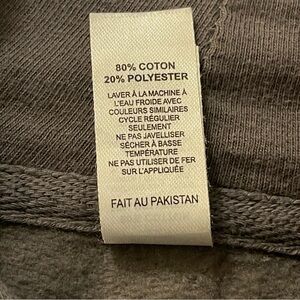 80% COTON
20% POLYESTER
LAVER À LA MACHINE À
L'EAU FROIDE AVEC
COULEURS SIMILAIRES
CYCLE RÉGULIER
SEULEMENT
NE PAS JAVELLISER
SÉCHER À BASSE
TEMPÉRATURE
NE PAS UTILISER DE FER
SUR L'APPLIQUÉE
FAIT AU PAKISTAN